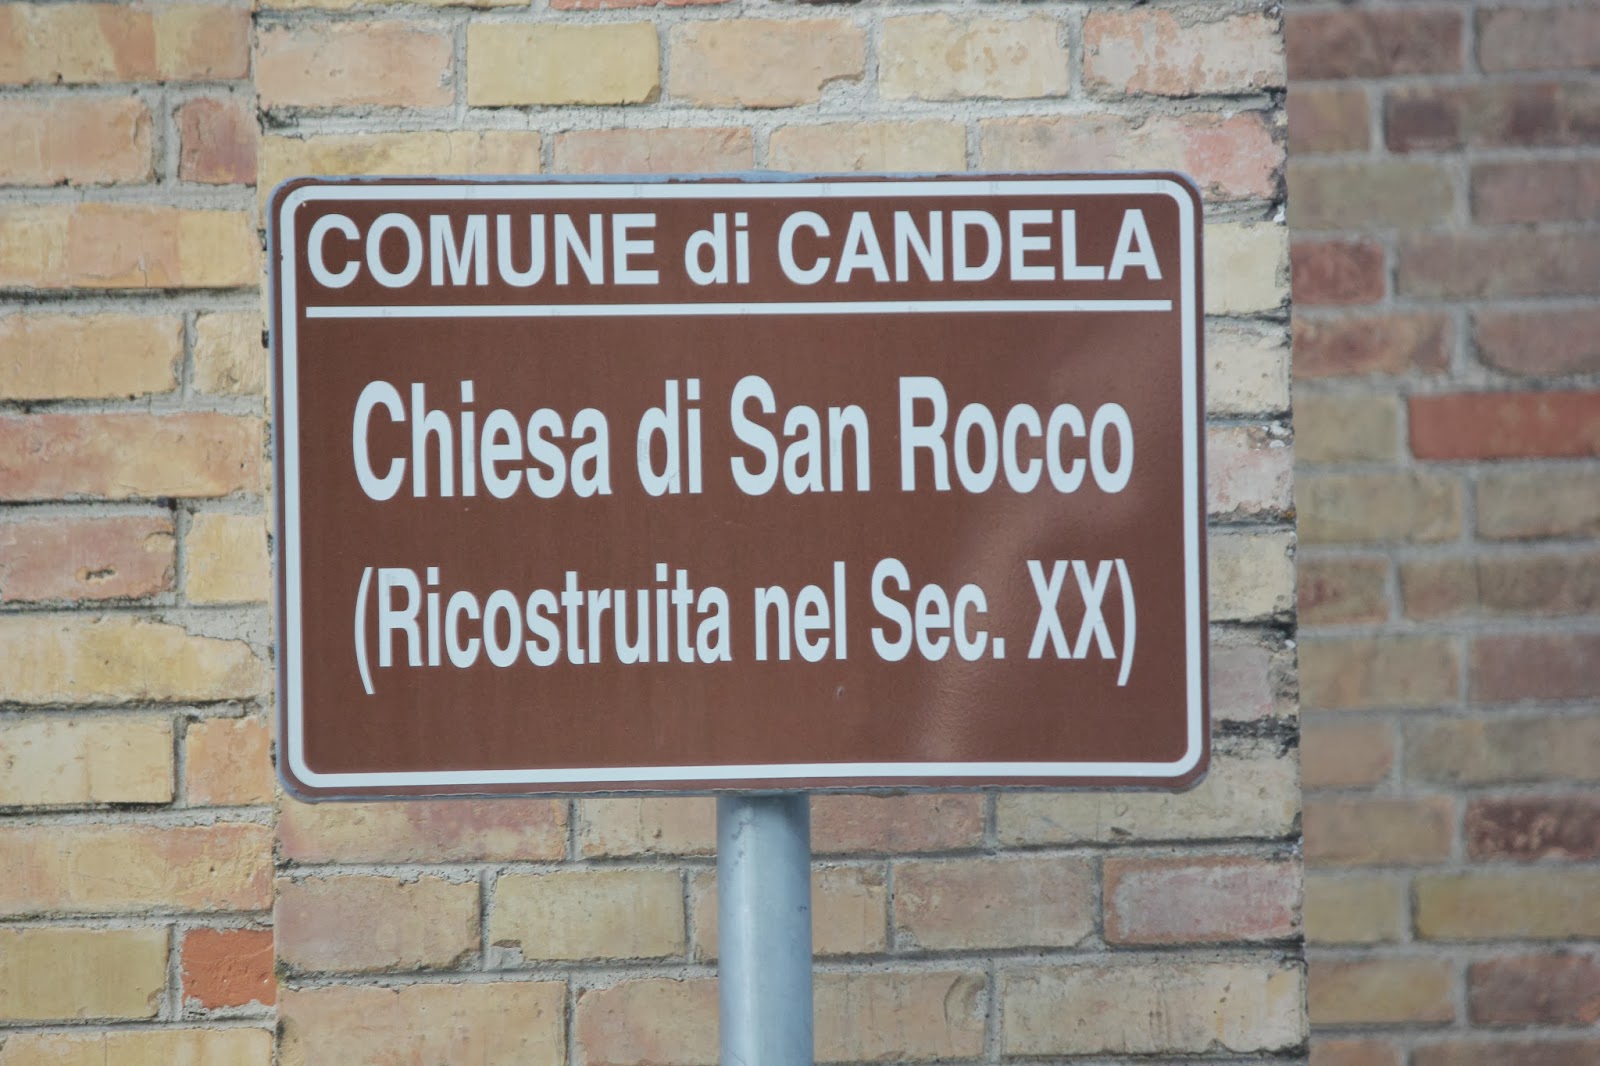 COMUNE di CANDELA
Chiesa di San Rocco
(Ricostruita nel Sec. XX)